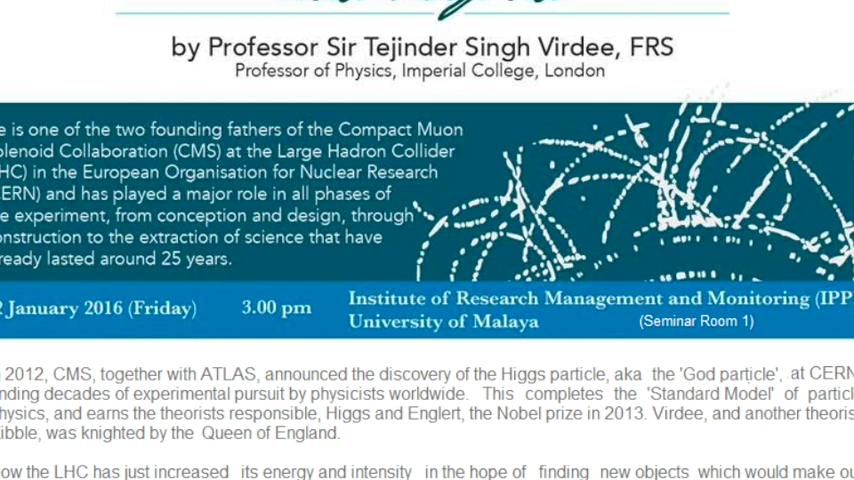 by Professor Sir Tejinder Singh Virdee, FRS
Professor of Physics, Imperial College, London
e is one of the two founding fathers of the Compact Muon
olenoid Collaboration (CMS) at the Large Hadron Collider
HC) in the European Organisation for Nuclear Research
ERN) and has played a major role in all phases of
e experiment, from conception and design, through
onstruction to the extraction of science that have
ready lasted around 25 years.
2 January 2016 (Friday) 3.00 pm Institute of Research Management and Monitoring (IPP
University of Malaya (Seminar Room 1)
2012, CMS, together with ATLAS, announced the discovery of the Higgs particle, aka the 'God particle', at CERN
nding decades of experimental pursuit by physicists worldwide. This completes the 'Standard Model' of particl
hysics, and earns the theorists responsible, Higgs and Englert, the Nobel prize in 2013. Virdee, and another theoris
ibble, was knighted by the Queen of England.
ow the LHC has just increased its energy and intensity in the hope of finding new objects which would make ou